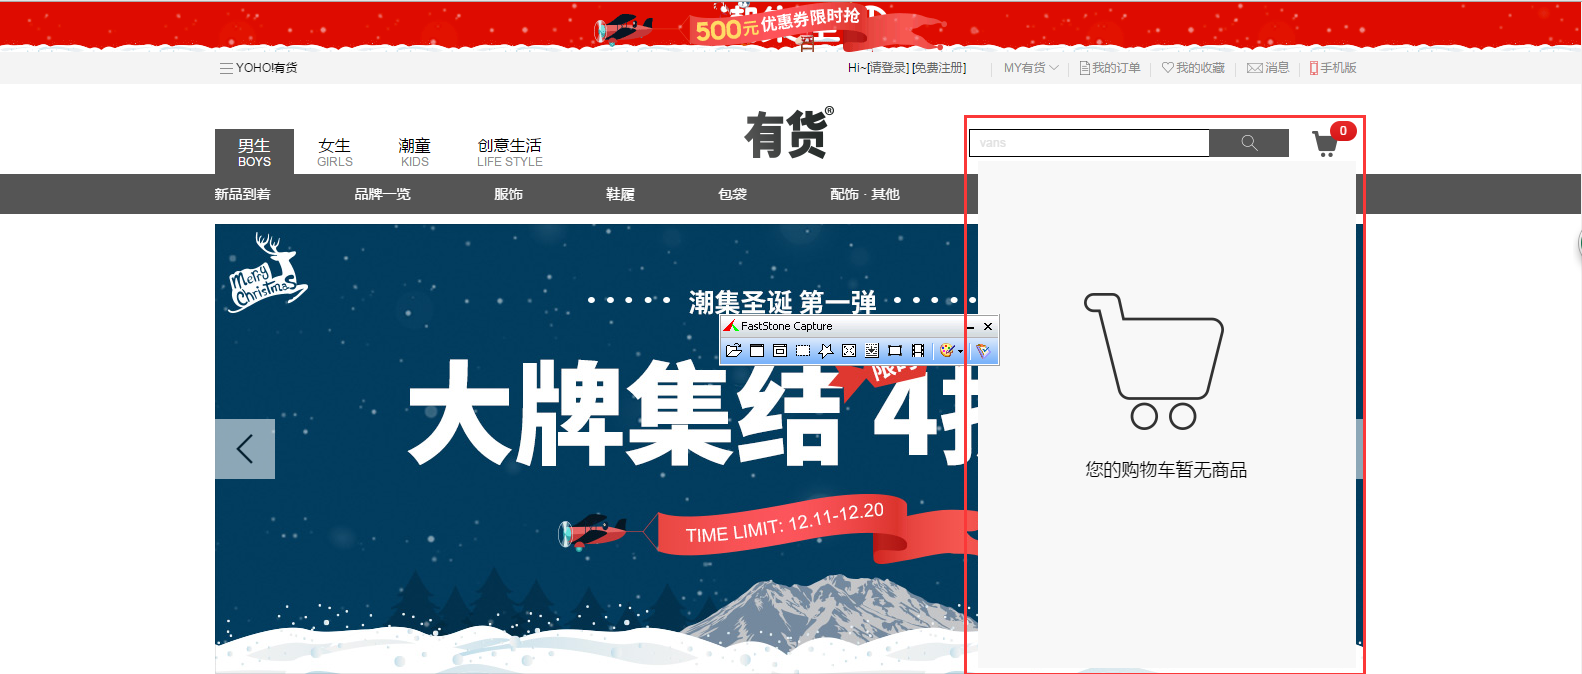 500元优惠券限时抢
YOHO!有货
Hi~[请登录] [免费注册]
MY有货
我的订单
我的收藏
消息
手机版
男生
BOYS
女生
GIRLS
潮童
KIDS
创意生活
LIFE STYLE
有货®
vans
0
新品到着
品牌一览
服饰
鞋履
包袋
配饰 · 其他
Merry
Christmas
潮集圣诞 第一弹
FastStone Capture
限时
大牌集结 4折
TIME LIMIT: 12.11-12.20
您的购物车暂无商品